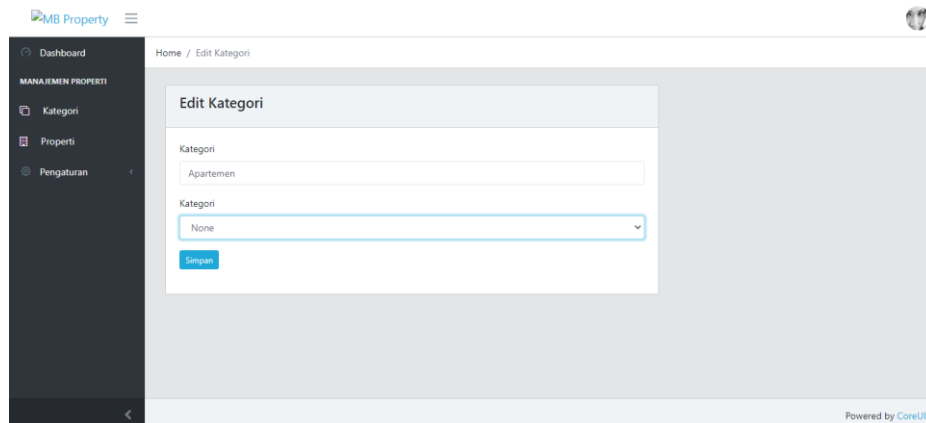 MB Property
Dashboard
Home / Edit Kategori
MANAJEMEN PROPERTI
Kategori
Properti
Pengaturan
Edit Kategori
Kategori
Apartemen
Kategori
None
Simpan
Powered by CoreUI